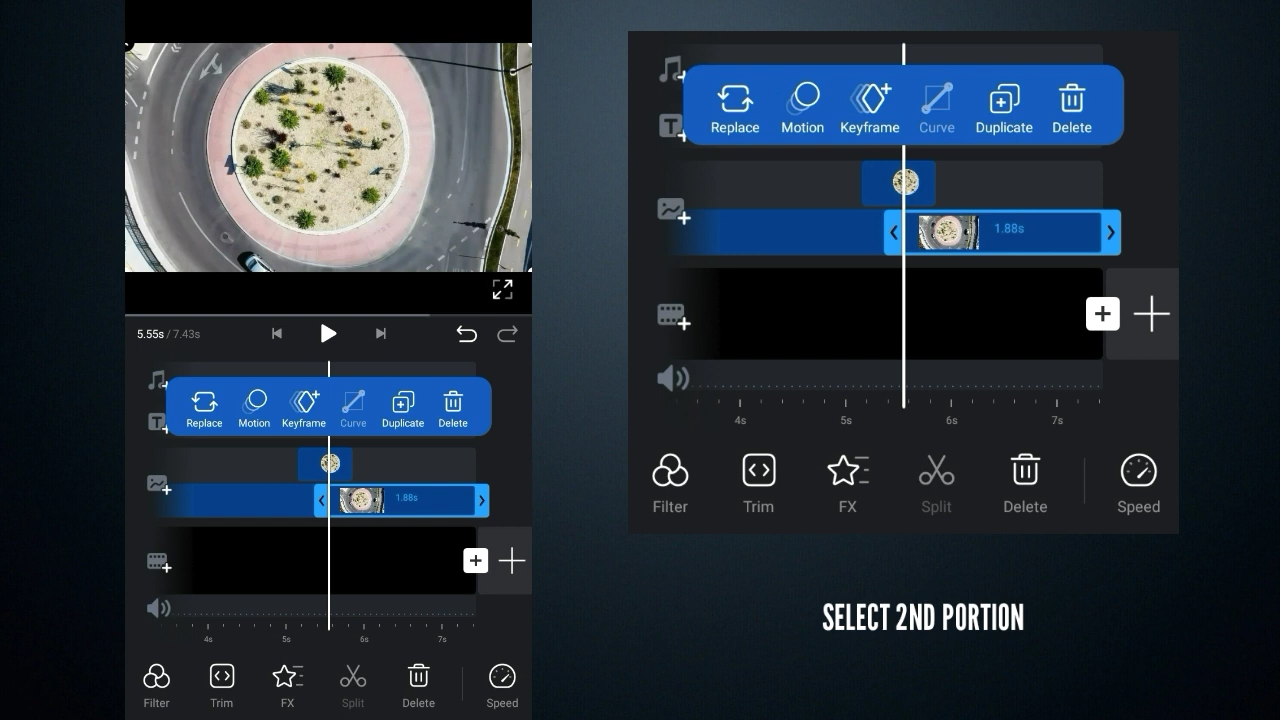 5.55s / 7.43s
Replace Motion Keyframe Curve Duplicate Delete
1.88s
4s 5s 6s 7s
Filter Trim FX Split Delete Speed
T
Replace Motion Keyframe Curve Duplicate Delete
T
1.88s
4s 5s 6s 7s
Filter Trim FX Split Delete Speed
SELECT 2ND PORTION